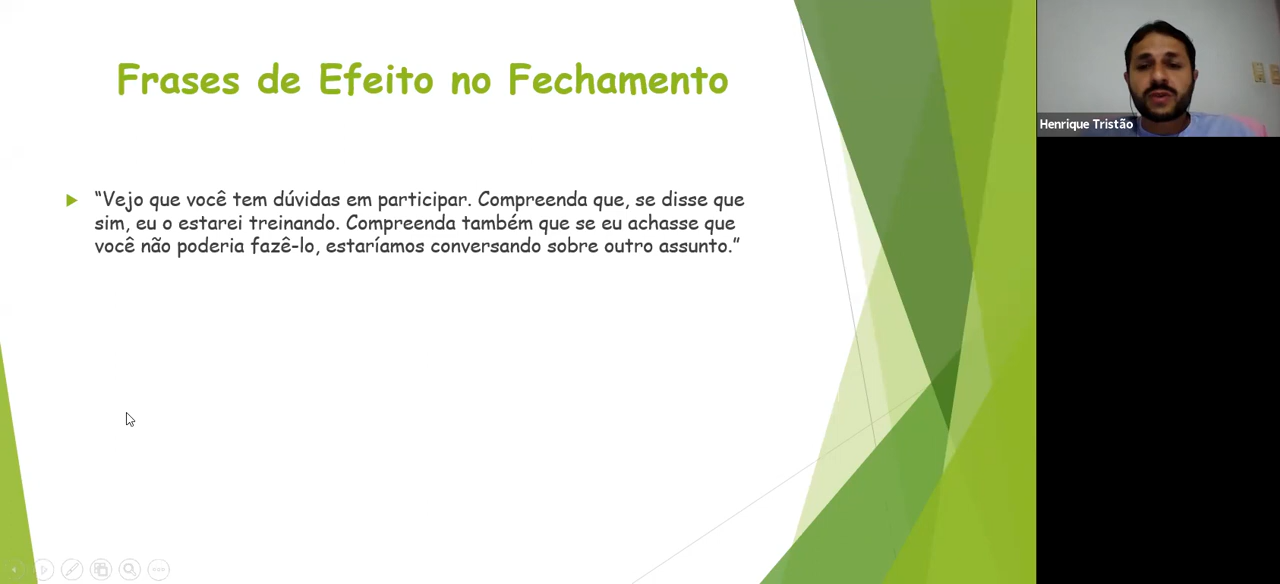 Frases de Efeito no Fechamento
“Vejo que você tem dúvidas em participar. Compreenda que, se disse que
sim, eu o estarei treinando. Compreenda também que se eu achasse que
você não poderia fazê-lo, estaríamos conversando sobre outro assunto.”
Henrique Tristão